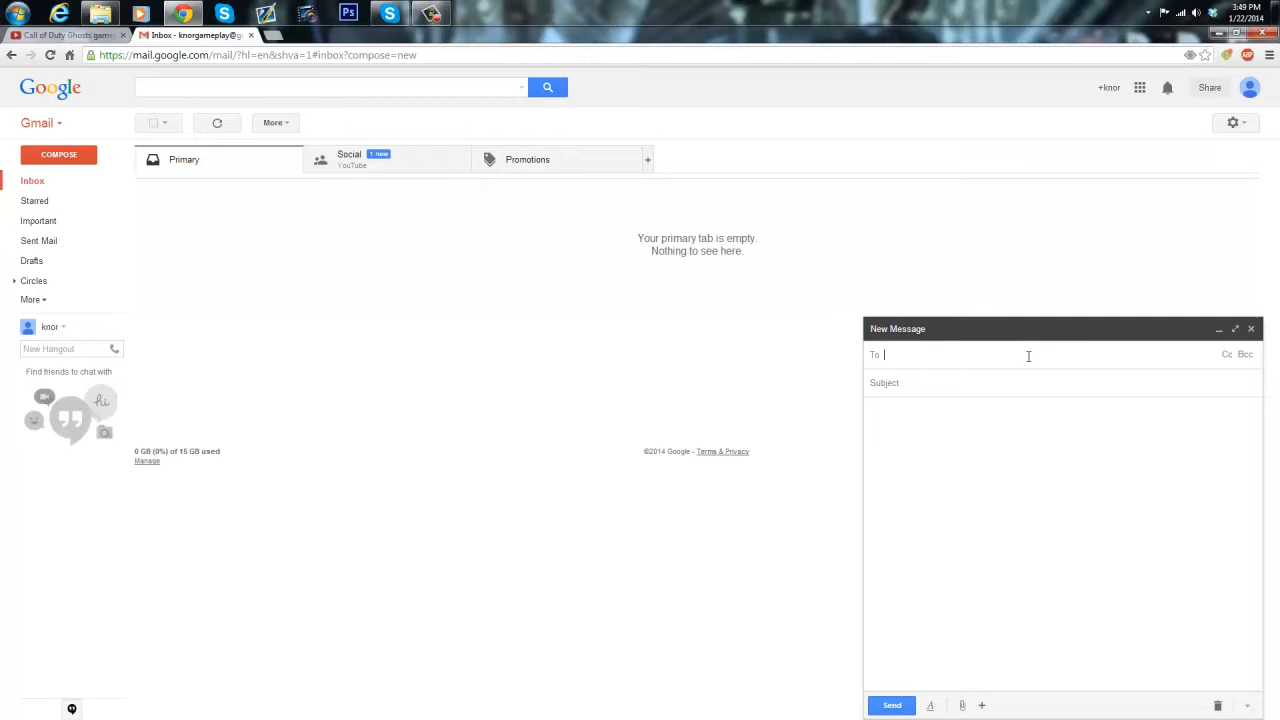 3:49 PM
1/22/2014
Call of Duty Ghosts game
Inbox - knorgameplay@g
https://mail.google.com/mail/?hl=en&shva=1#inbox?compose=new
ABP
Google
+knor
Share
Gmail
More
COMPOSE
Primary
Social 1 new
YouTube
Promotions
+
Inbox
Starred
Important
Sent Mail
Drafts
Circles
More
Your primary tab is empty.
Nothing to see here.
knor
New Hangout
Find friends to chat with
hi
0 GB (0%) of 15 GB used
Manage
©2014 Google - Terms & Privacy
New Message
To
Cc Bcc
Subject
Send
A
+
Ps